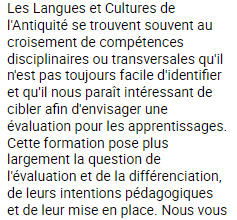 Les Langues et Cultures de
l'Antiquité se trouvent souvent au
croisement de compétences
disciplinaires ou transversales qu'il
n'est pas toujours facile d'identifier
et qu'il nous paraît intéressant de
cibler afin d'envisager une
évaluation pour les apprentissages.
Cette formation pose plus
largement la question de
l'évaluation et de la différenciation,
de leurs intentions pédagogiques
et de leur mise en place. Nous vous